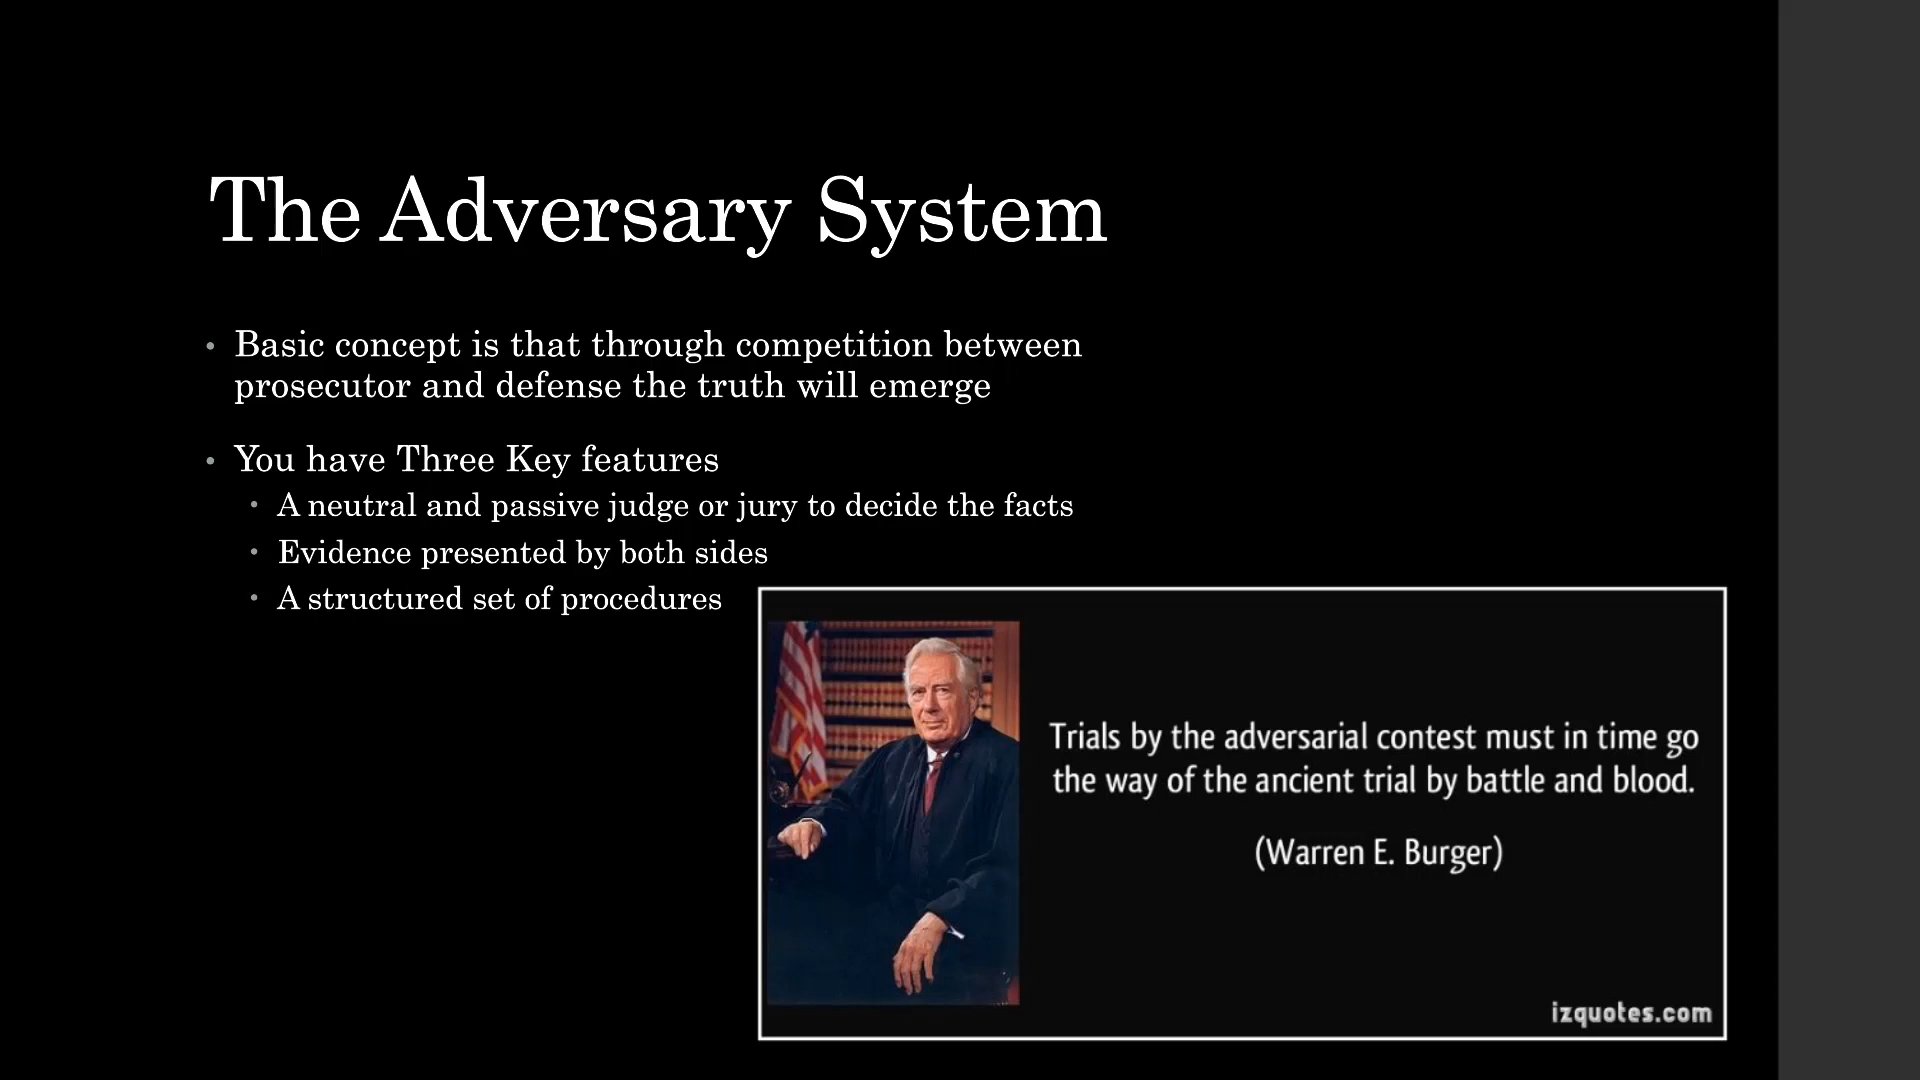 The Adversary System
• Basic concept is that through competition between
prosecutor and defense the truth will emerge
• You have Three Key features
• A neutral and passive judge or jury to decide the facts
• Evidence presented by both sides
• A structured set of procedures
Trials by the adversarial contest must in time go
the way of the ancient trial by battle and blood.
(Warren E. Burger)
izquotes.com